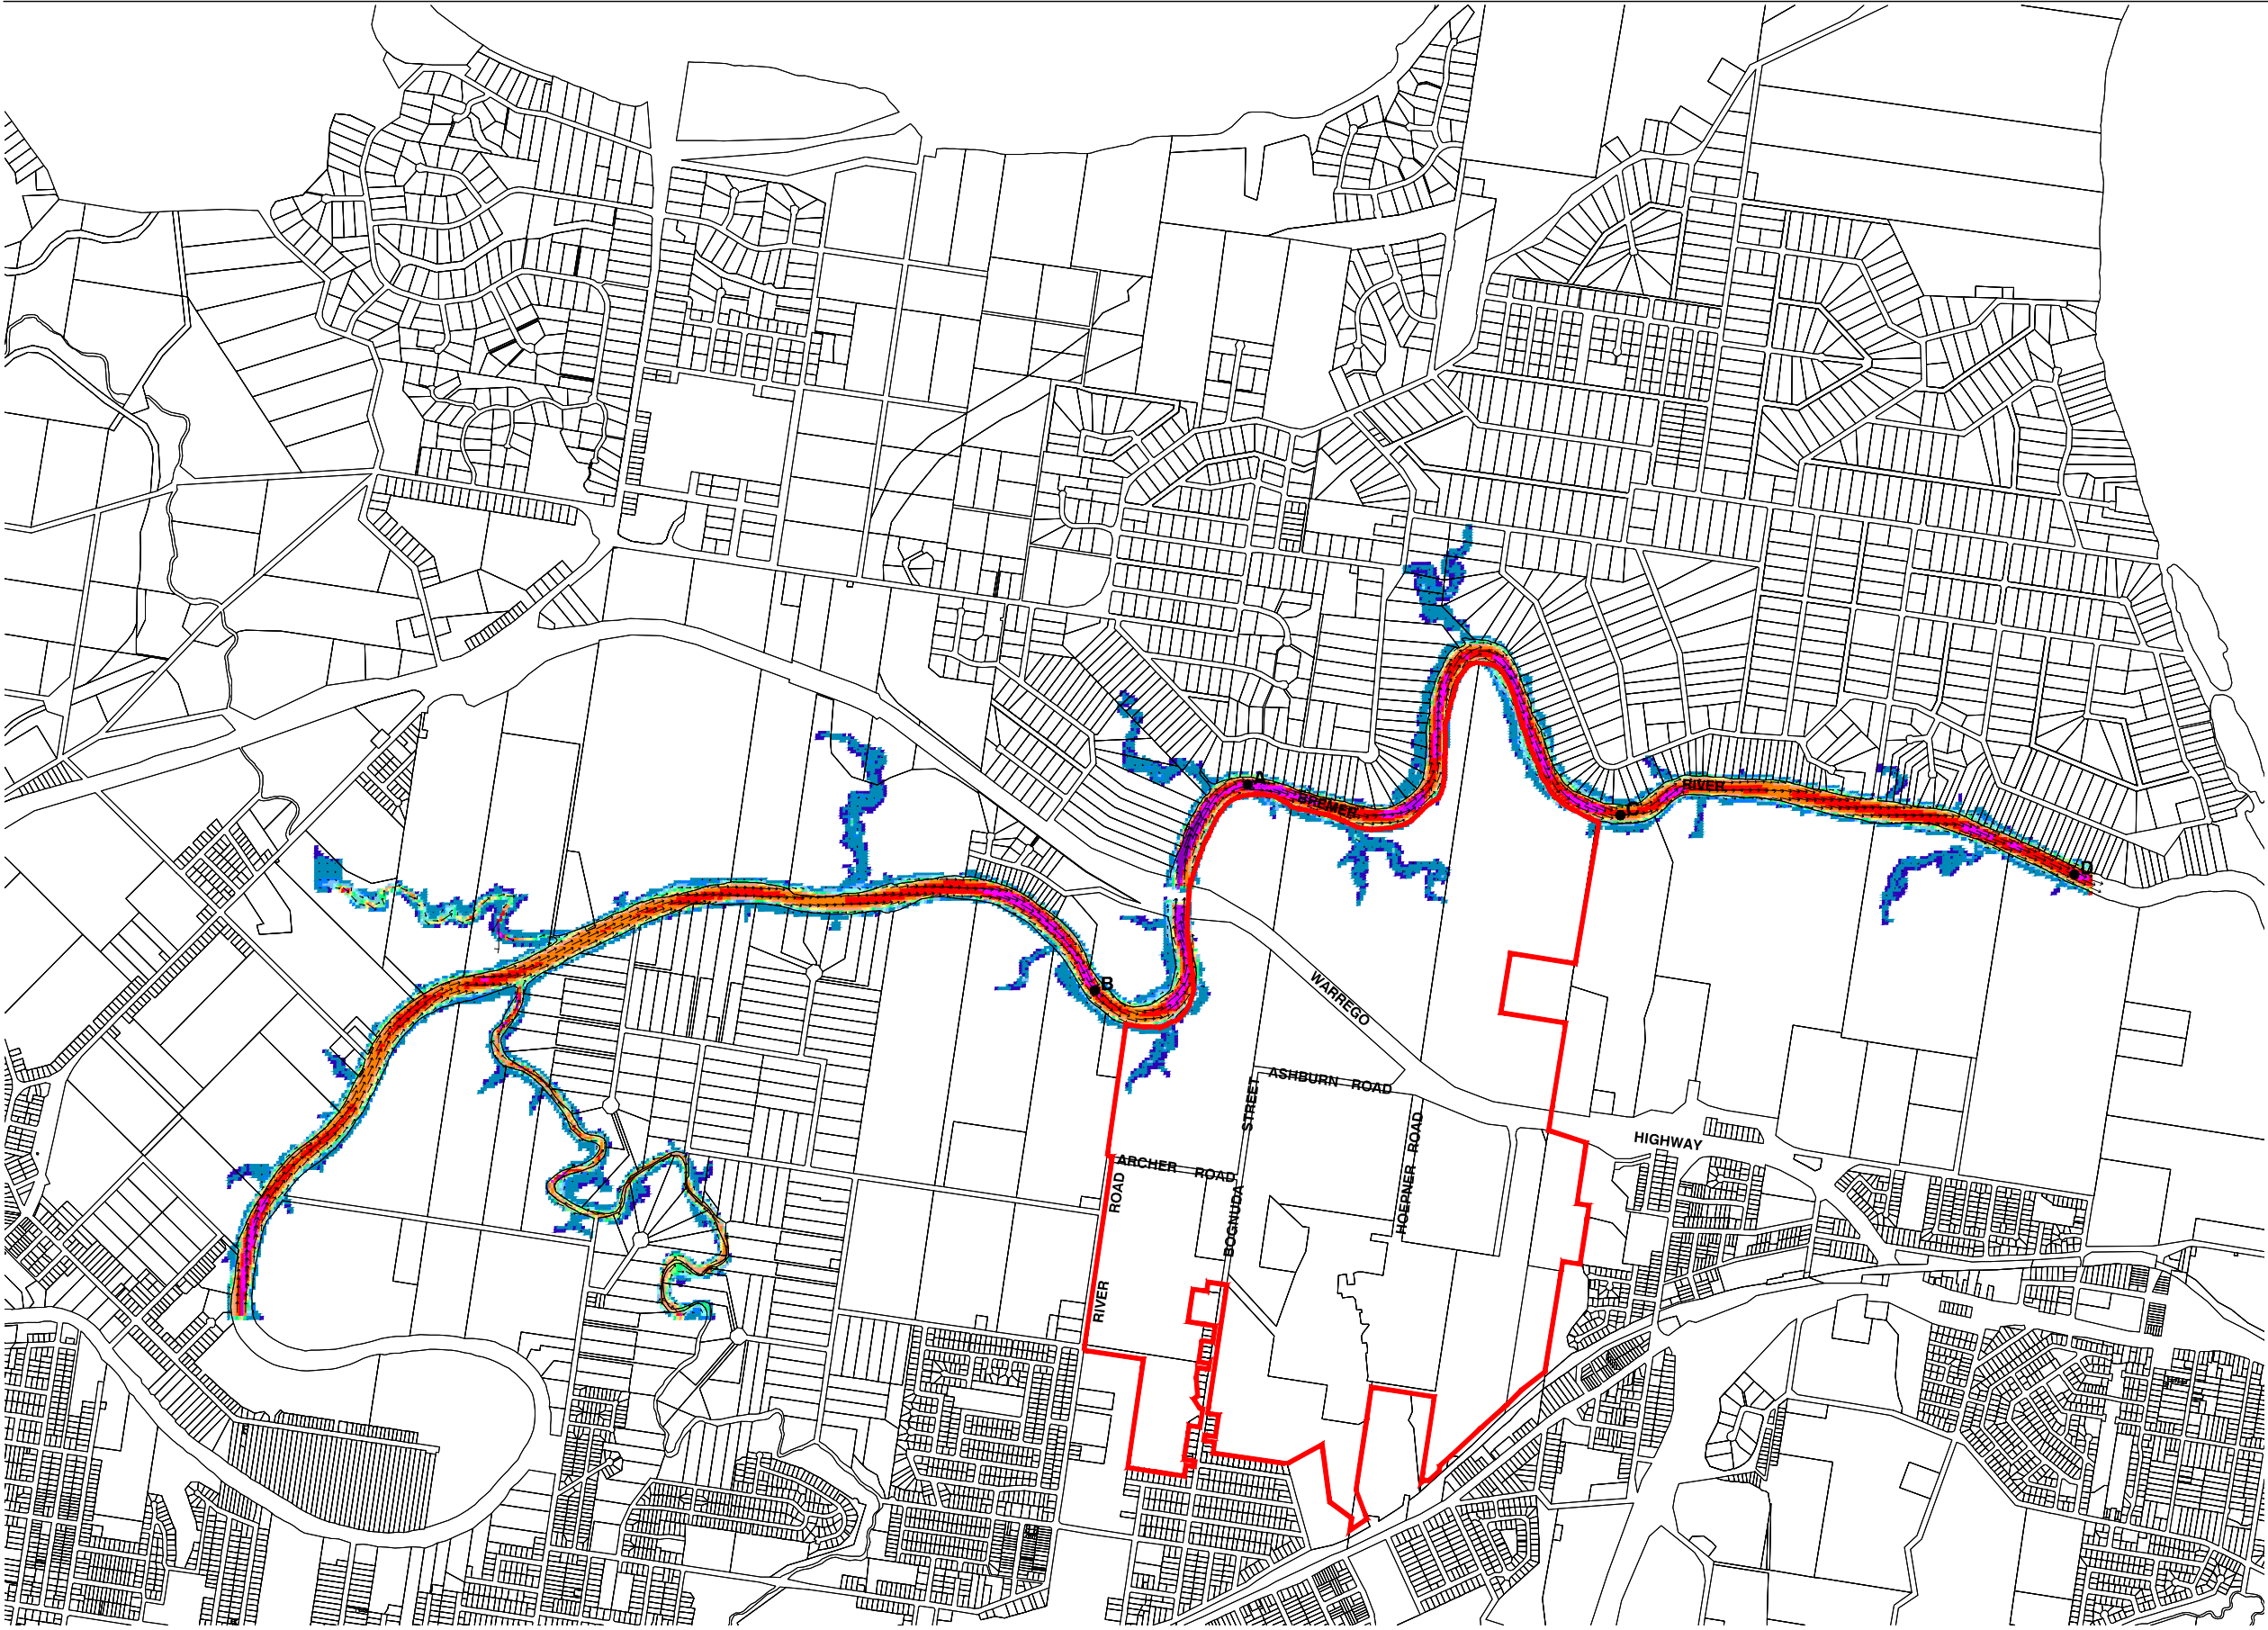 A
BREMER
C
RIVER
D
B
WARREGO
ASHBURN ROAD
STREET
HOEPNER ROAD
HIGHWAY
ARCHER ROAD
ROAD
BOGNUDA
RIVER